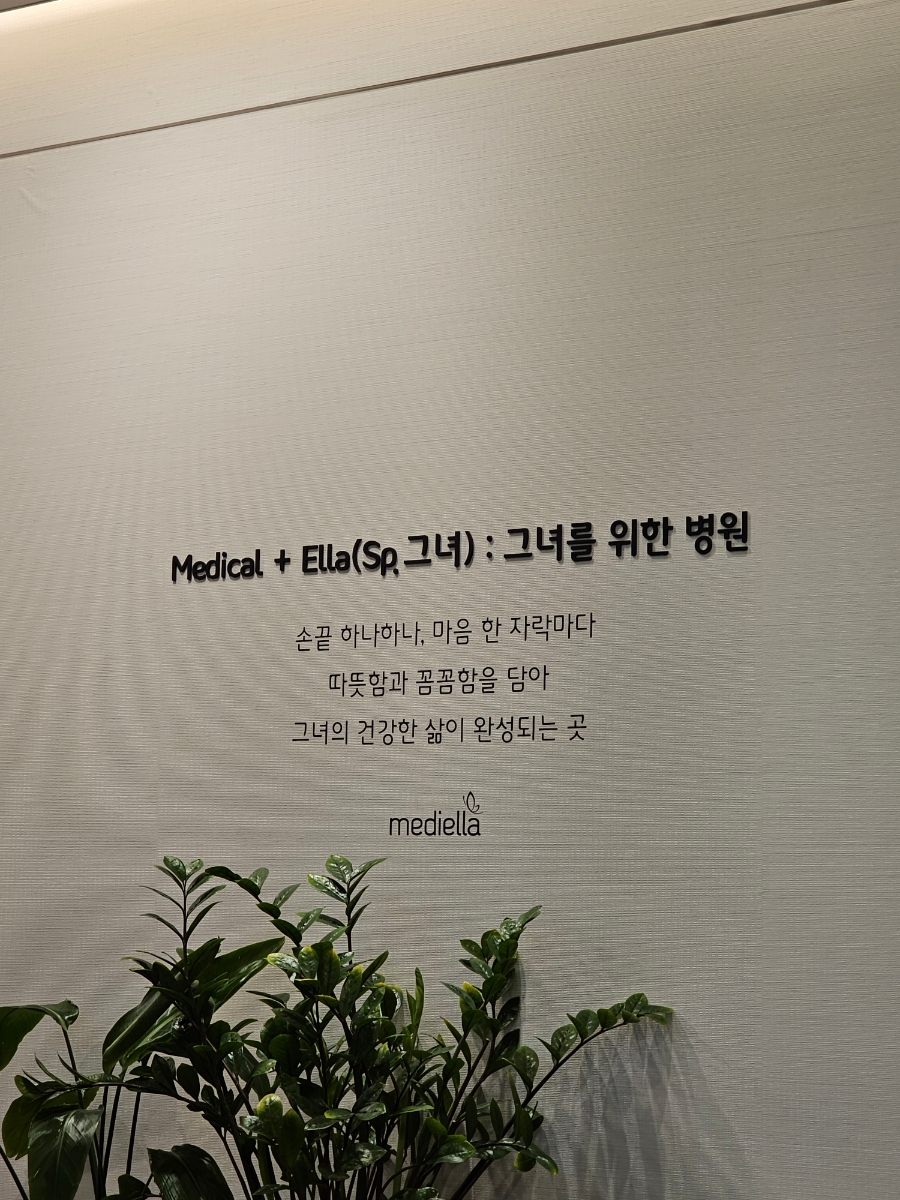 Medical + Ella(Sp, 그녀) : 그녀를 위한 병원
손끝 하나하나, 마음 한 자락마다
따뜻함과 꼼꼼함을 담아
그녀의 건강한 삶이 완성되는 곳
mediella